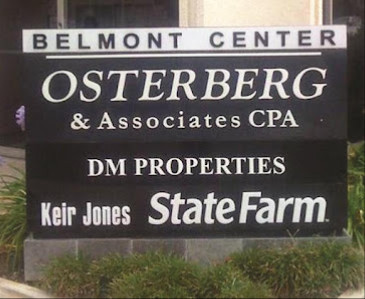 BELMONT CENTER
OSTERBERG
& Associates CPA
DM PROPERTIES
Keir Jones State Farm